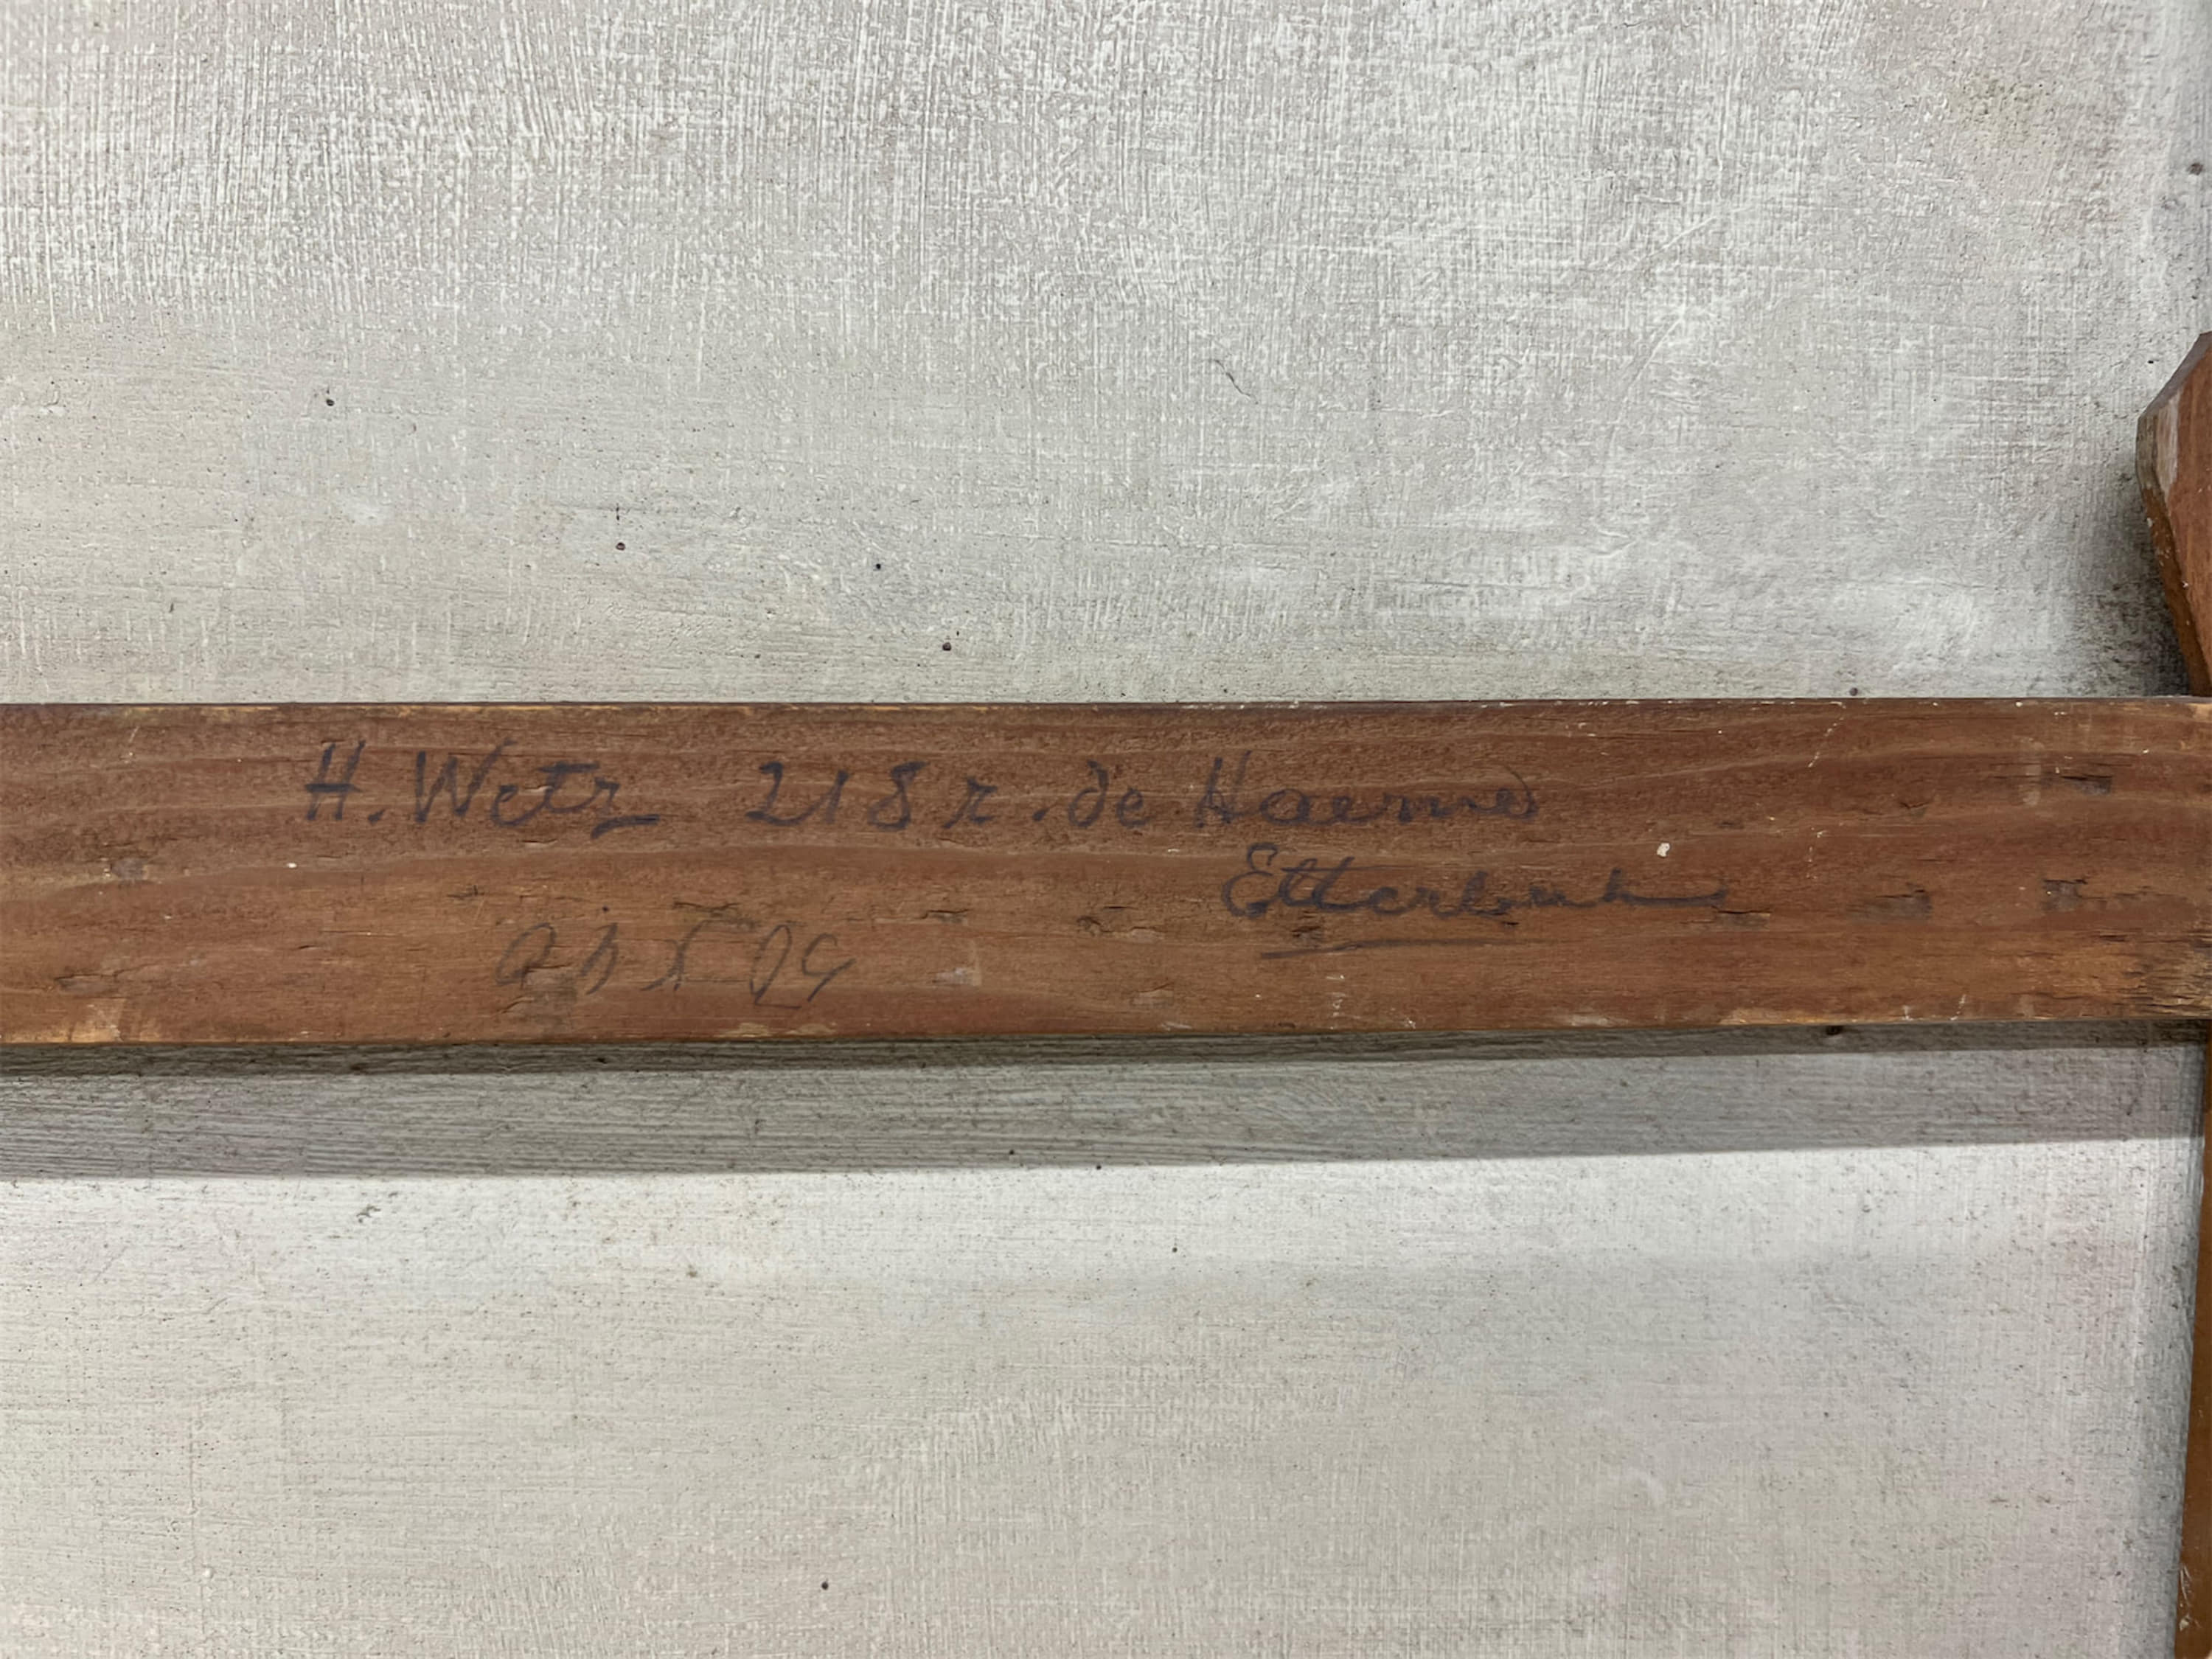 H. Wetz 218 r. de Haerne
Etterbeek